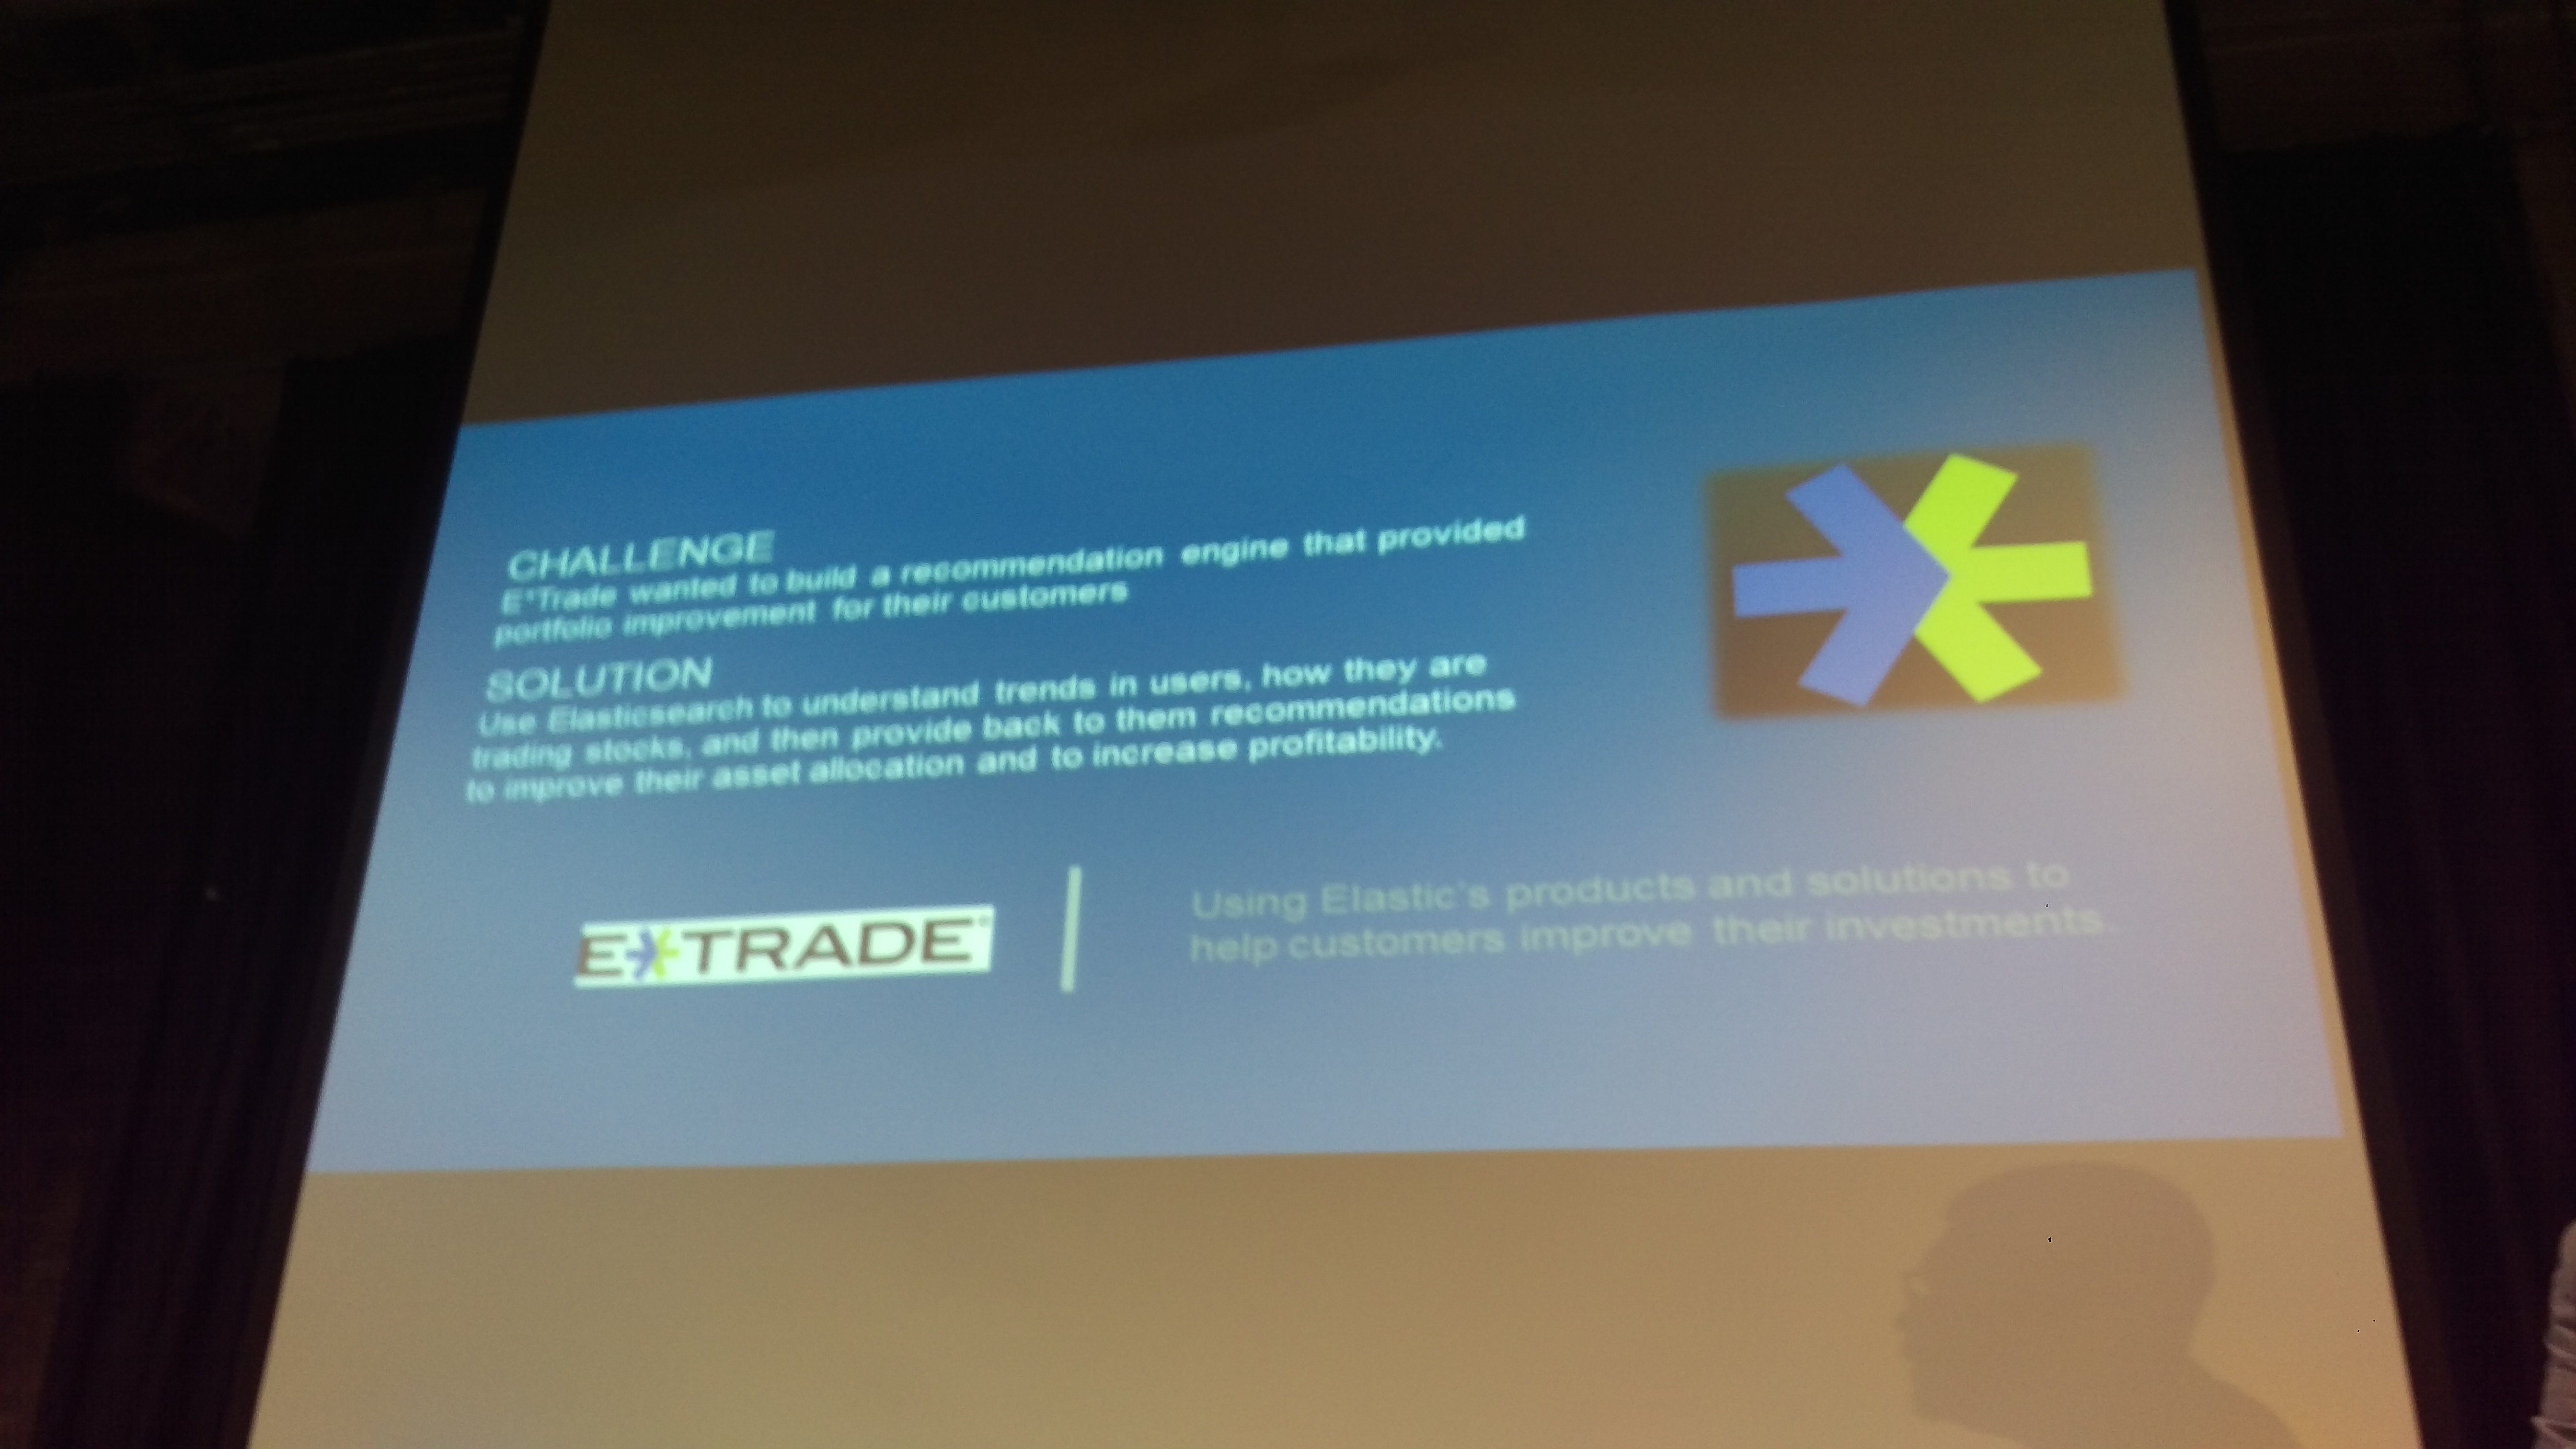 CHALLENGE
E*Trade wanted to build a recommendation engine that provided
portfolio improvement for their customers
SOLUTION
Use Elasticsearch to understand trends in users, how they are
trading stocks, and then provide back to them recommendations
to improve their asset allocation and to increase profitability.
E*TRADE®
Using Elastic's products and solutions to
help customers improve their investments.